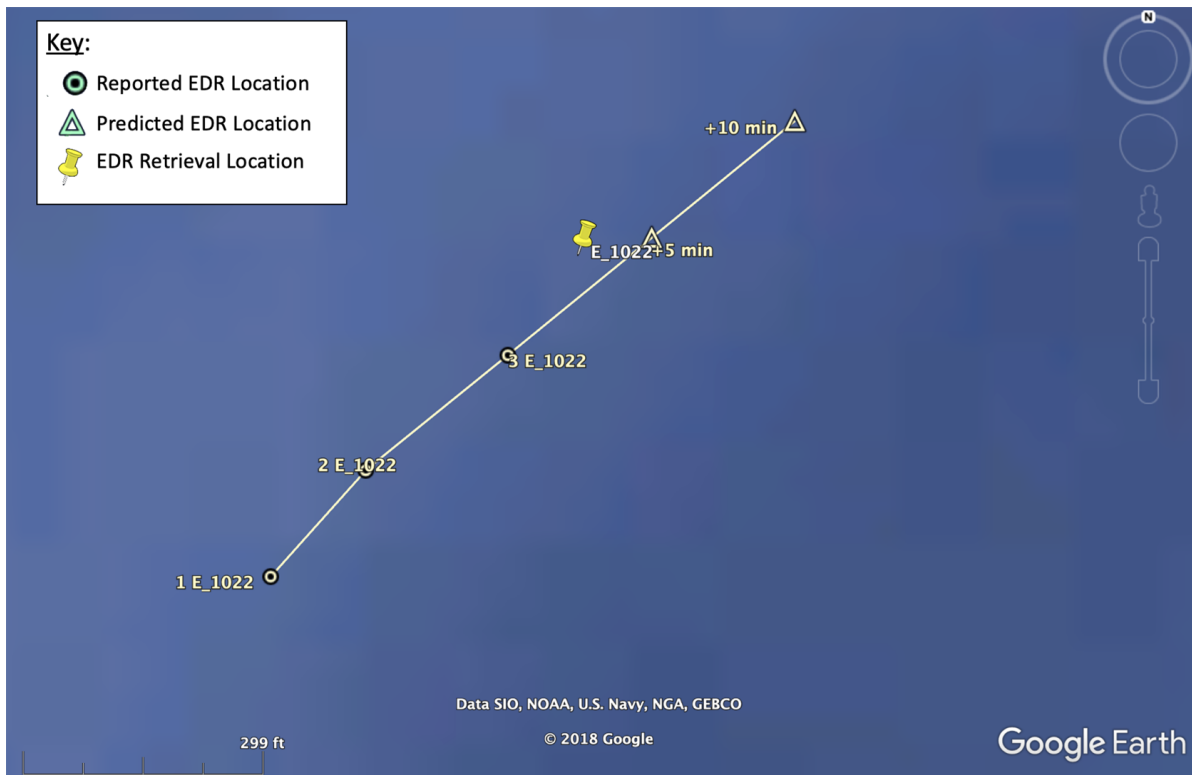 Key:
Reported EDR Location
Predicted EDR Location
EDR Retrieval Location
N
+10 min
E_1022
+5 min
3 E_1022
2 E_1022
1 E_1022
Data SIO, NOAA, U.S. Navy, NGA, GEBCO
© 2018 Google
299 ft
Google Earth